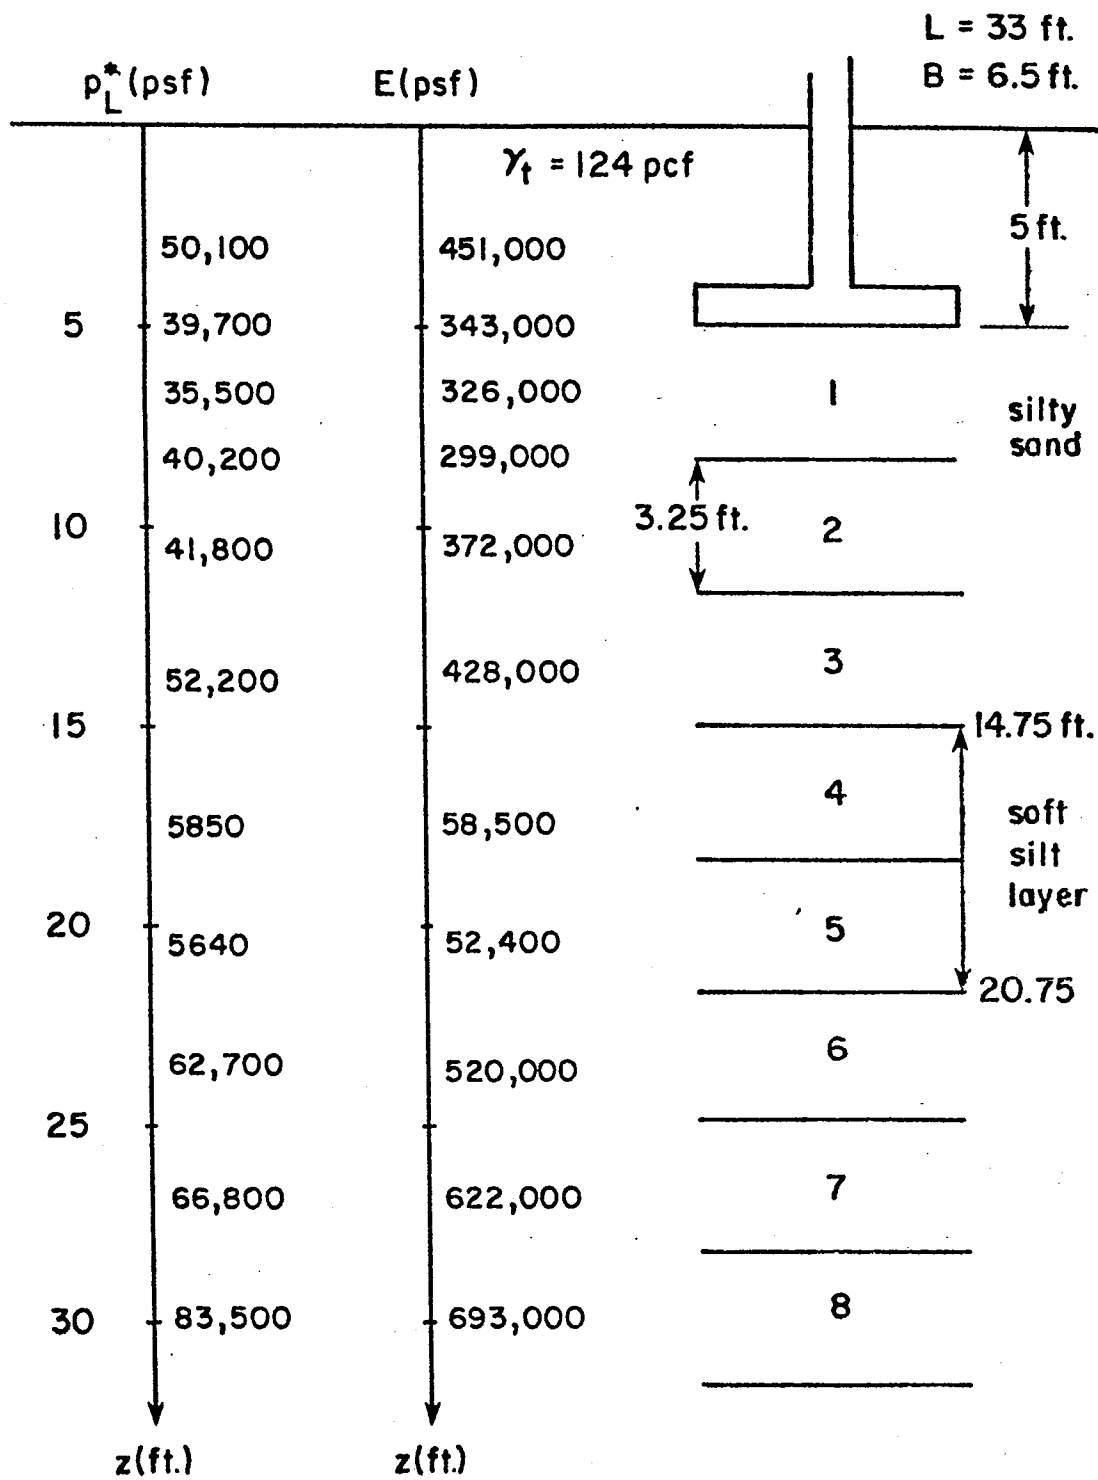 L = 33 ft.
p*L (psf) E(psf) B = 6.5 ft.
γt = 124 pcf
50,100 451,000 5 ft.
5 39,700 343,000
35,500 326,000 1 silty
sand
40,200 299,000
10 3.25 ft. 2
41,800 372,000
52,200 428,000 3
15 14.75 ft.
5850 58,500 4 soft
silt
layer
20 5640 52,400 5
20.75
62,700 520,000 6
25
66,800 622,000 7
30 83,500 693,000 8
z(ft.) z(ft.)